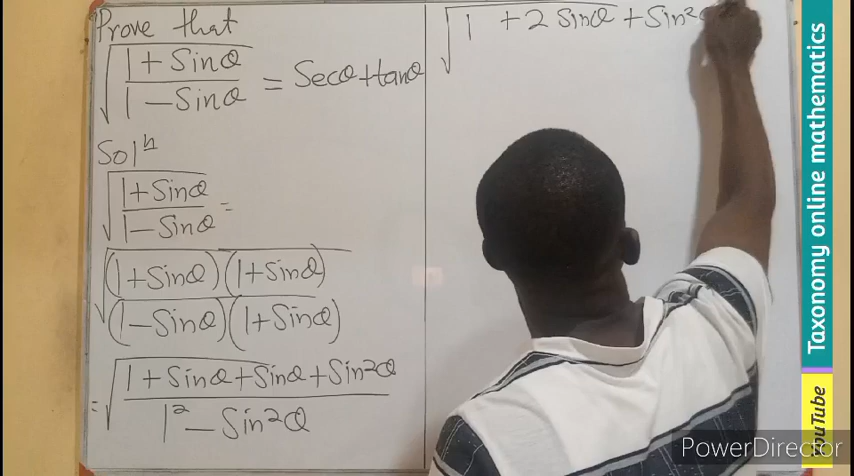 Prove that
√((1 + Sinθ)/(1 − Sinθ)) = Secθ + tanθ
Solⁿ
√((1 + Sinθ)/(1 − Sinθ)) =
√(((1 + Sinθ)(1 + Sinθ))/((1 − Sinθ)(1 + Sinθ)))
= √((1 + Sinθ + Sinθ + Sin²θ)/(1² − Sin²θ))
√(1 + 2 Sinθ + Sin²
Taxonomy online mathematics
YouTube
PowerDirector